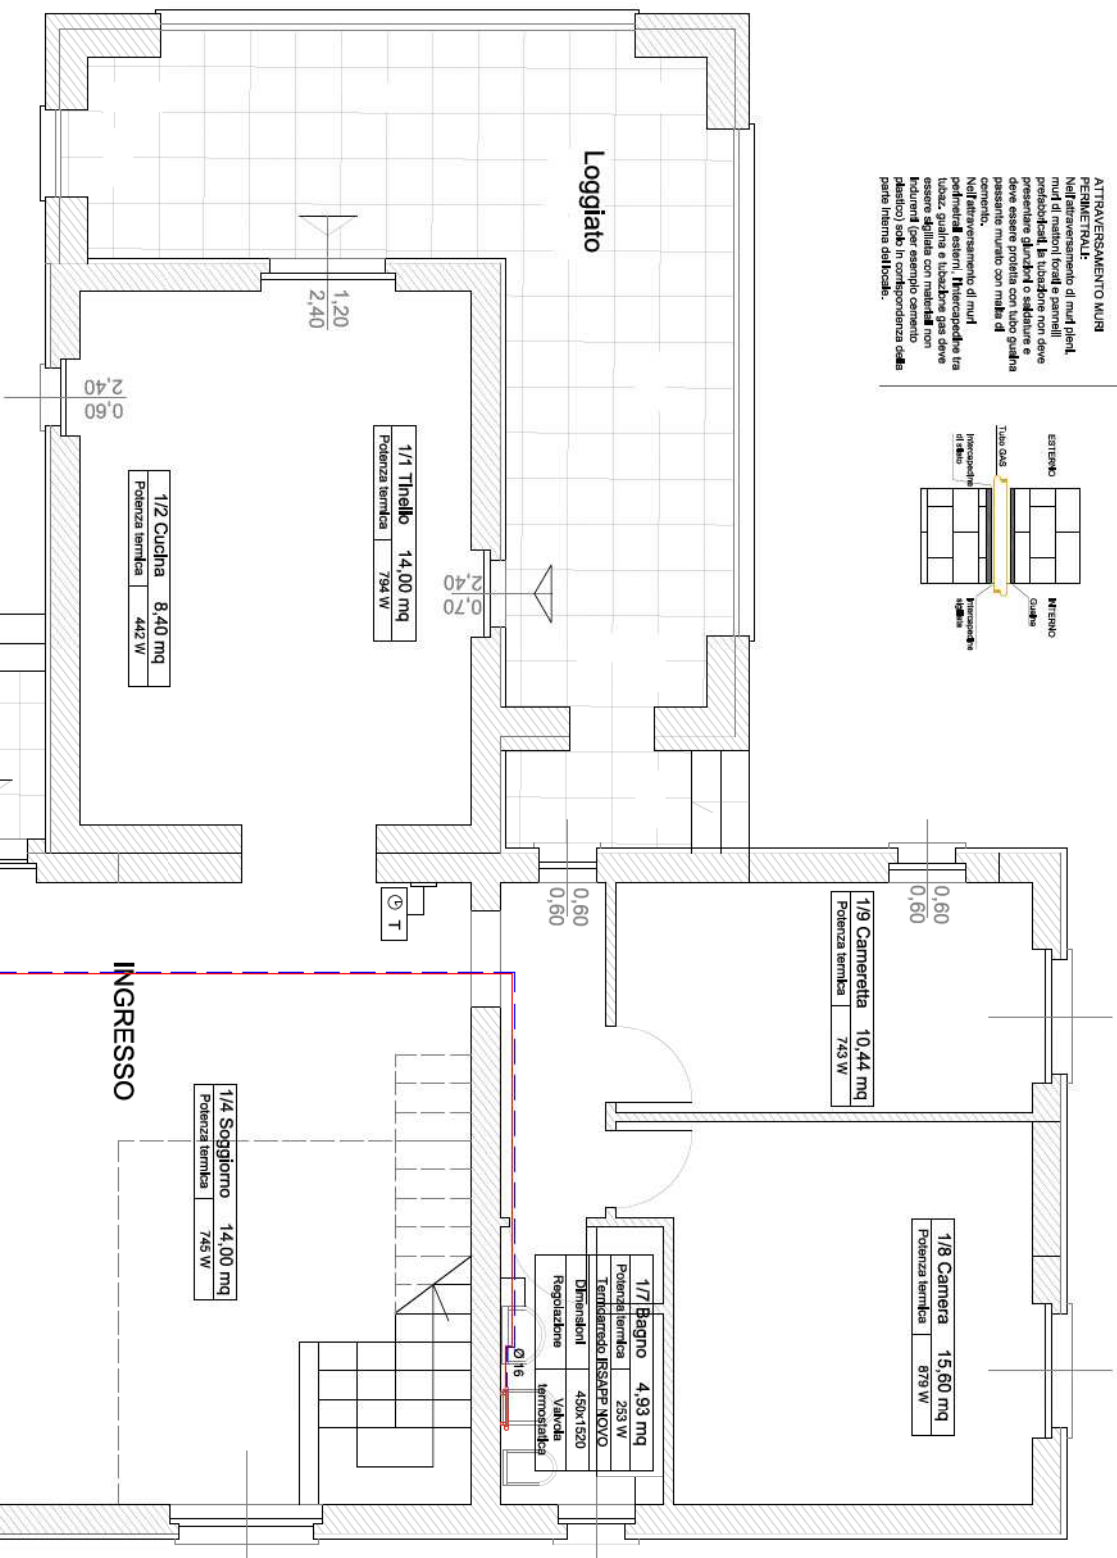 ATTRAVERSAMENTO MURI
PERIMETRALI:
Nell'attraversamento di muri pieni,
muri di mattoni forati e pannelli
prefabbricati, la tubazione non deve
presentare giunzioni o saldature e
deve essere protetta con tubo guaina
passante murato con malta di
cemento.
Nell'attraversamento di muri
perimetrali esterni, l'intercapedine tra
tubaz. guaina e tubazione gas deve
essere sigillata con materiali non
indurenti (per esempio cemento
plastico) solo in corrispondenza della
parte interna del locale.
ESTERNO
INTERNO
Tubo GAS
Guaina
Intercapedine
di sfiato
Intercapedine
sigillata
Loggiato
1,20
2,40
0,60
2,40
0,70
2,40
1/1 Tinello 14,00 mq
Potenza termica 794 W
1/2 Cucina 8,40 mq
Potenza termica 442 W
0,60
0,60
0,60
0,60
T
1/9 Cameretta 10,44 mq
Potenza termica 743 W
INGRESSO
1/4 Soggiorno 14,00 mq
Potenza termica 745 W
1/8 Camera 15,60 mq
Potenza termica 879 W
1/7 Bagno 4,93 mq
Potenza termica 253 W
Termoarredo IRSAPP NOVO
Dimensioni 450x1520
Regolazione Valvola
termostatica
Ø 16